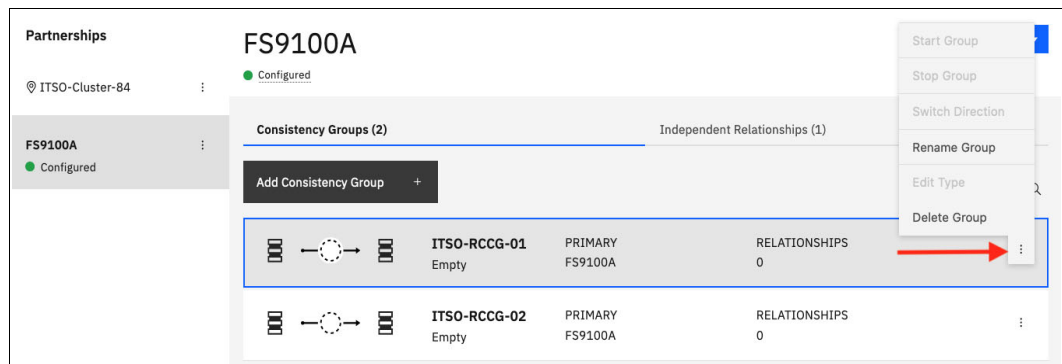 Partnerships
ITSO-Cluster-84
FS9100A
Configured
FS9100A
Configured
Consistency Groups (2)
Independent Relationships (1)
Add Consistency Group +
ITSO-RCCG-01
Empty
PRIMARY
FS9100A
RELATIONSHIPS
0
ITSO-RCCG-02
Empty
PRIMARY
FS9100A
RELATIONSHIPS
0
Start Group
Stop Group
Switch Direction
Rename Group
Edit Type
Delete Group